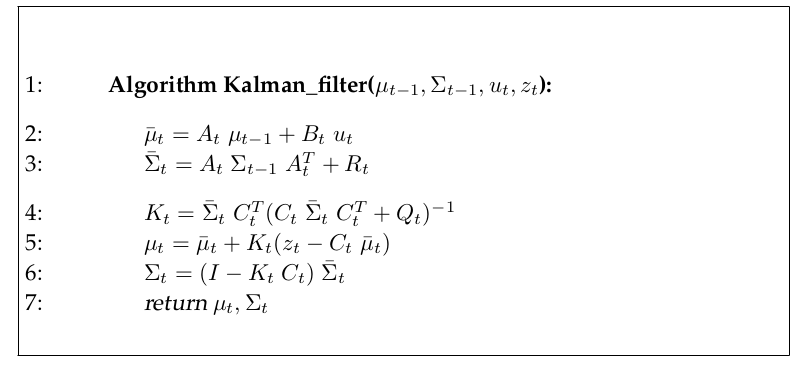 1: Algorithm Kalman_filter(μ_{t−1}, Σ_{t−1}, u_t, z_t):
2: μ̄_t = A_t μ_{t−1} + B_t u_t
3: Σ̄_t = A_t Σ_{t−1} A_t^T + R_t
4: K_t = Σ̄_t C_t^T (C_t Σ̄_t C_t^T + Q_t)^{−1}
5: μ_t = μ̄_t + K_t(z_t − C_t μ̄_t)
6: Σ_t = (I − K_t C_t) Σ̄_t
7: return μ_t, Σ_t